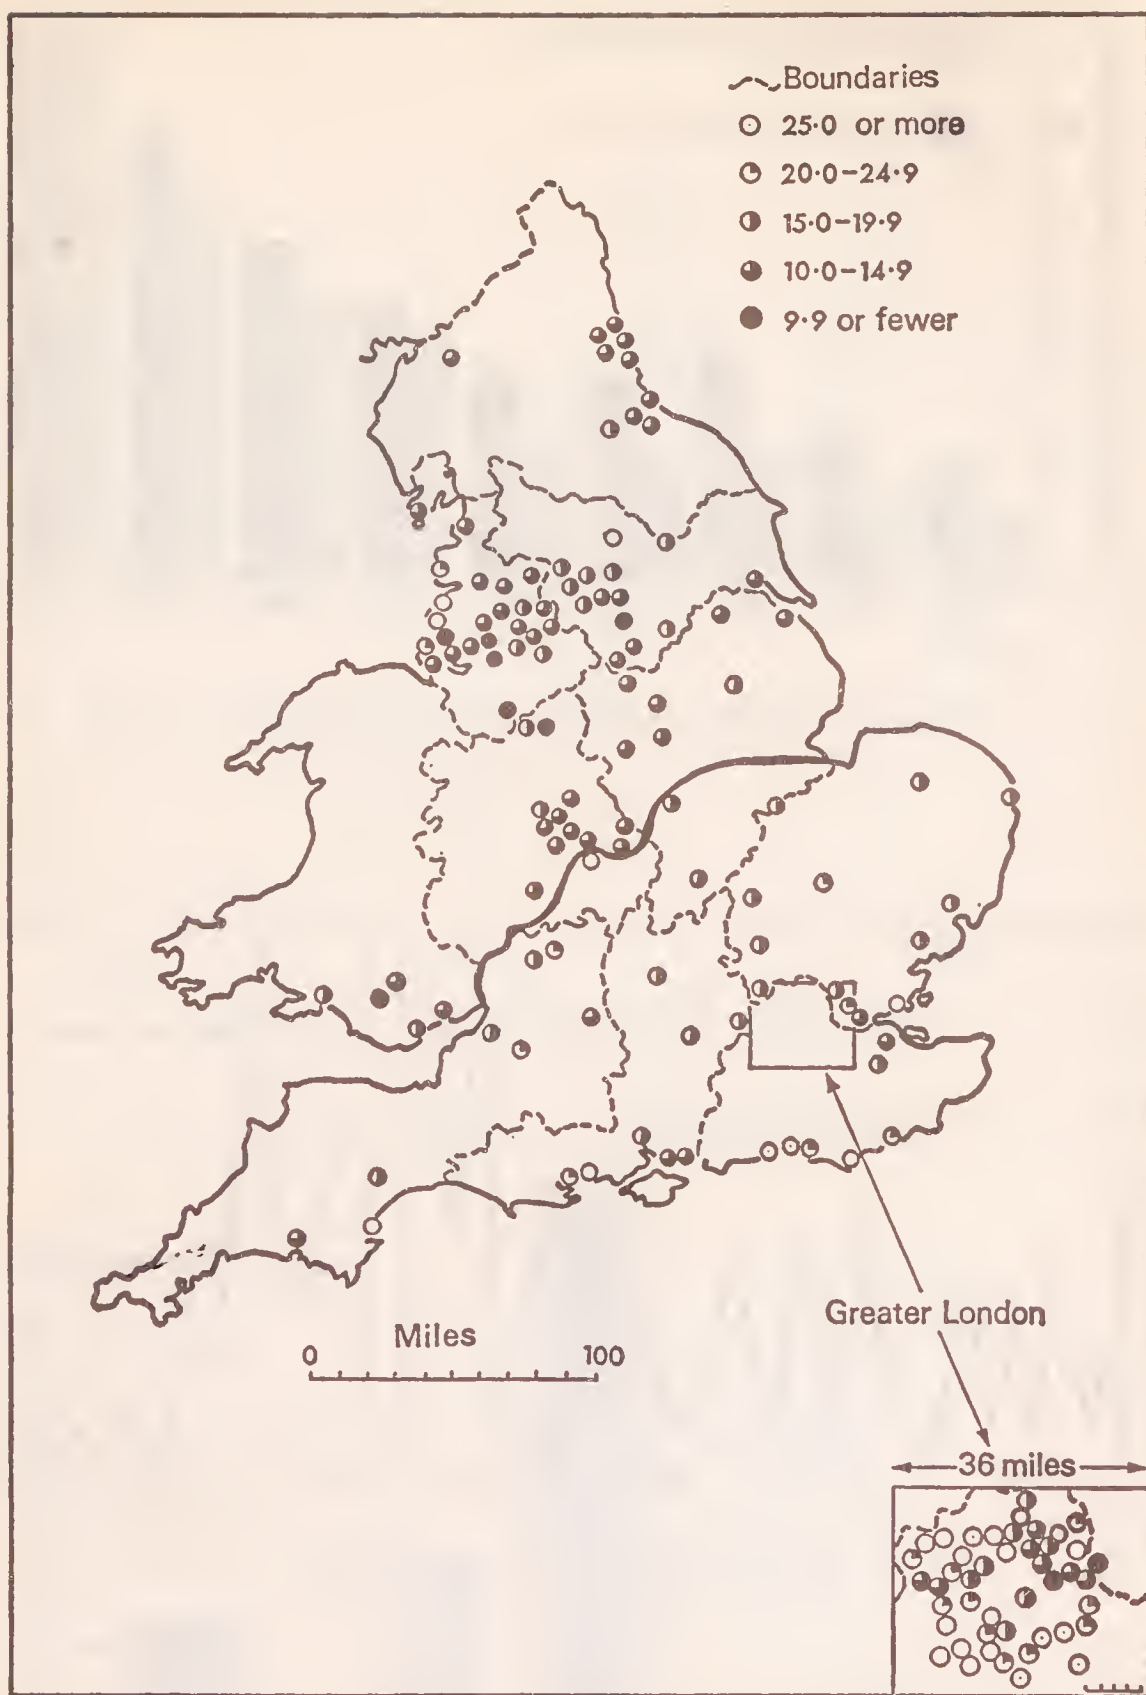 Boundaries
25·0 or more
20·0–24·9
15·0–19·9
10·0–14·9
9·9 or fewer
Greater London
Miles
0 100
36 miles